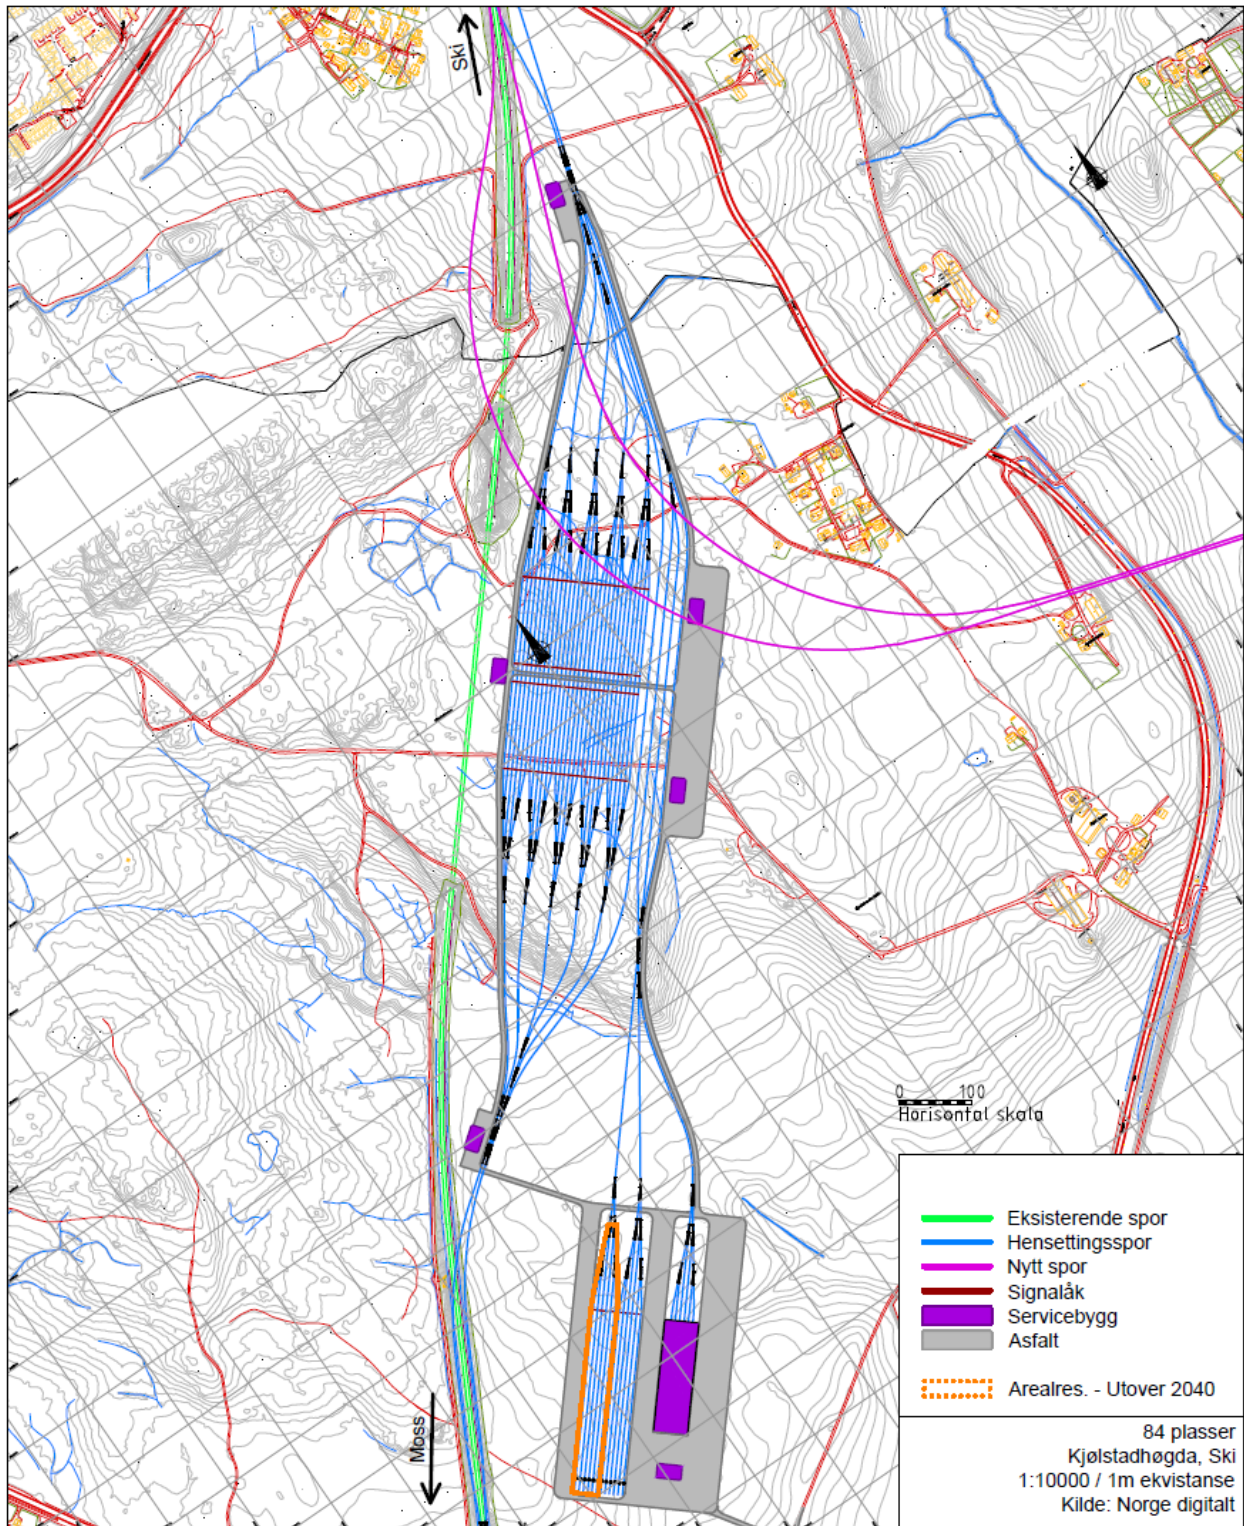 Ski
0 100
Horisontal skala
Eksisterende spor
Hensettingsspor
Nytt spor
Signalåk
Servicebygg
Asfalt
Arealres. - Utover 2040
Moss
84 plasser
Kjølstadhøgda, Ski
1:10000 / 1m ekvistanse
Kilde: Norge digitalt